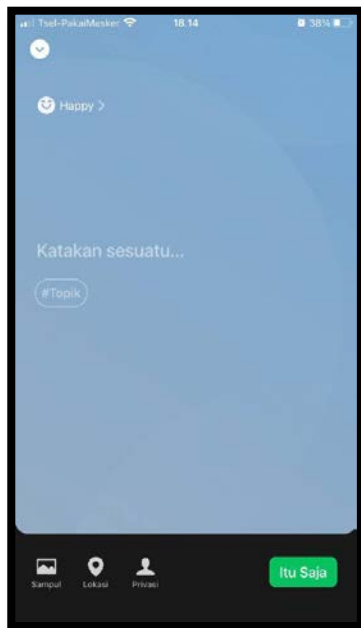 Tsel-PakaiMasker 18.14 38%
Happy >
Katakan sesuatu...
#Topik
Sampul Lokasi Privasi Itu Saja